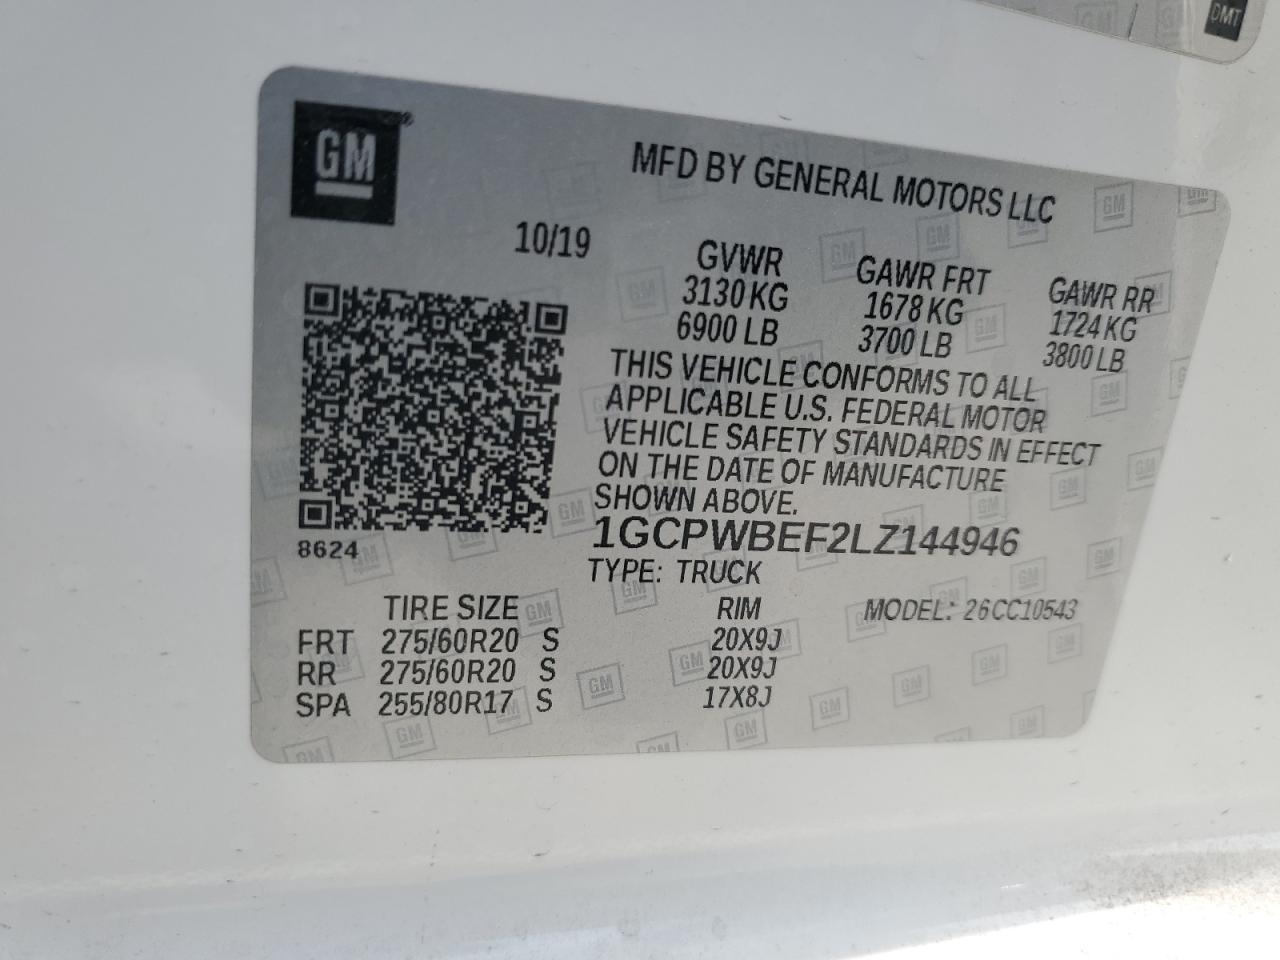 DMT
GM®
MFD BY GENERAL MOTORS LLC
10/19
GVWR GAWR FRT GAWR RR
3130 KG 1678 KG 1724 KG
6900 LB 3700 LB 3800 LB
THIS VEHICLE CONFORMS TO ALL
APPLICABLE U.S. FEDERAL MOTOR
VEHICLE SAFETY STANDARDS IN EFFECT
ON THE DATE OF MANUFACTURE
SHOWN ABOVE.
1GCPWBEF2LZ144946
8624
TYPE: TRUCK
TIRE SIZE RIM MODEL: 26CC10543
FRT 275/60R20 S 20X9J
RR 275/60R20 S 20X9J
SPA 255/80R17 S 17X8J